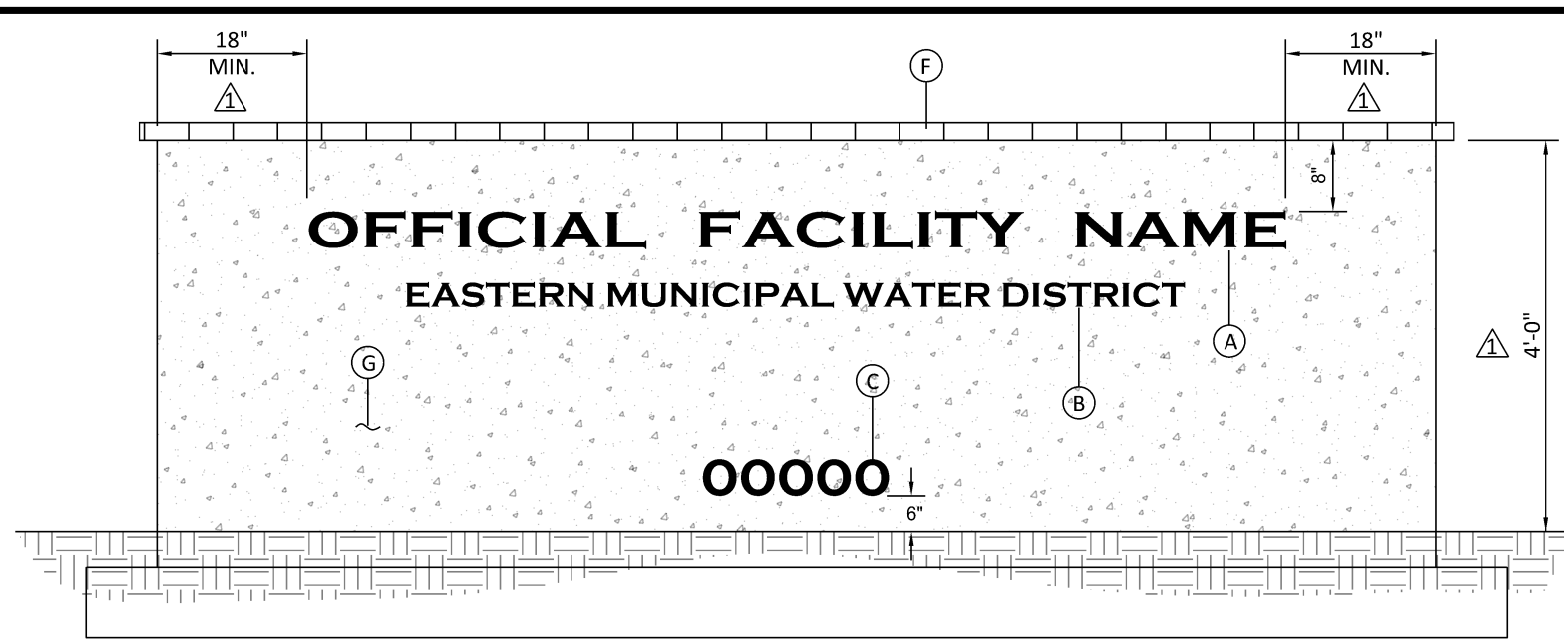 18" 18"
MIN. MIN.
1 1
F
8"
OFFICIAL FACILITY NAME
EASTERN MUNICIPAL WATER DISTRICT
A
1 4'-0"
G
C
B
00000
6"